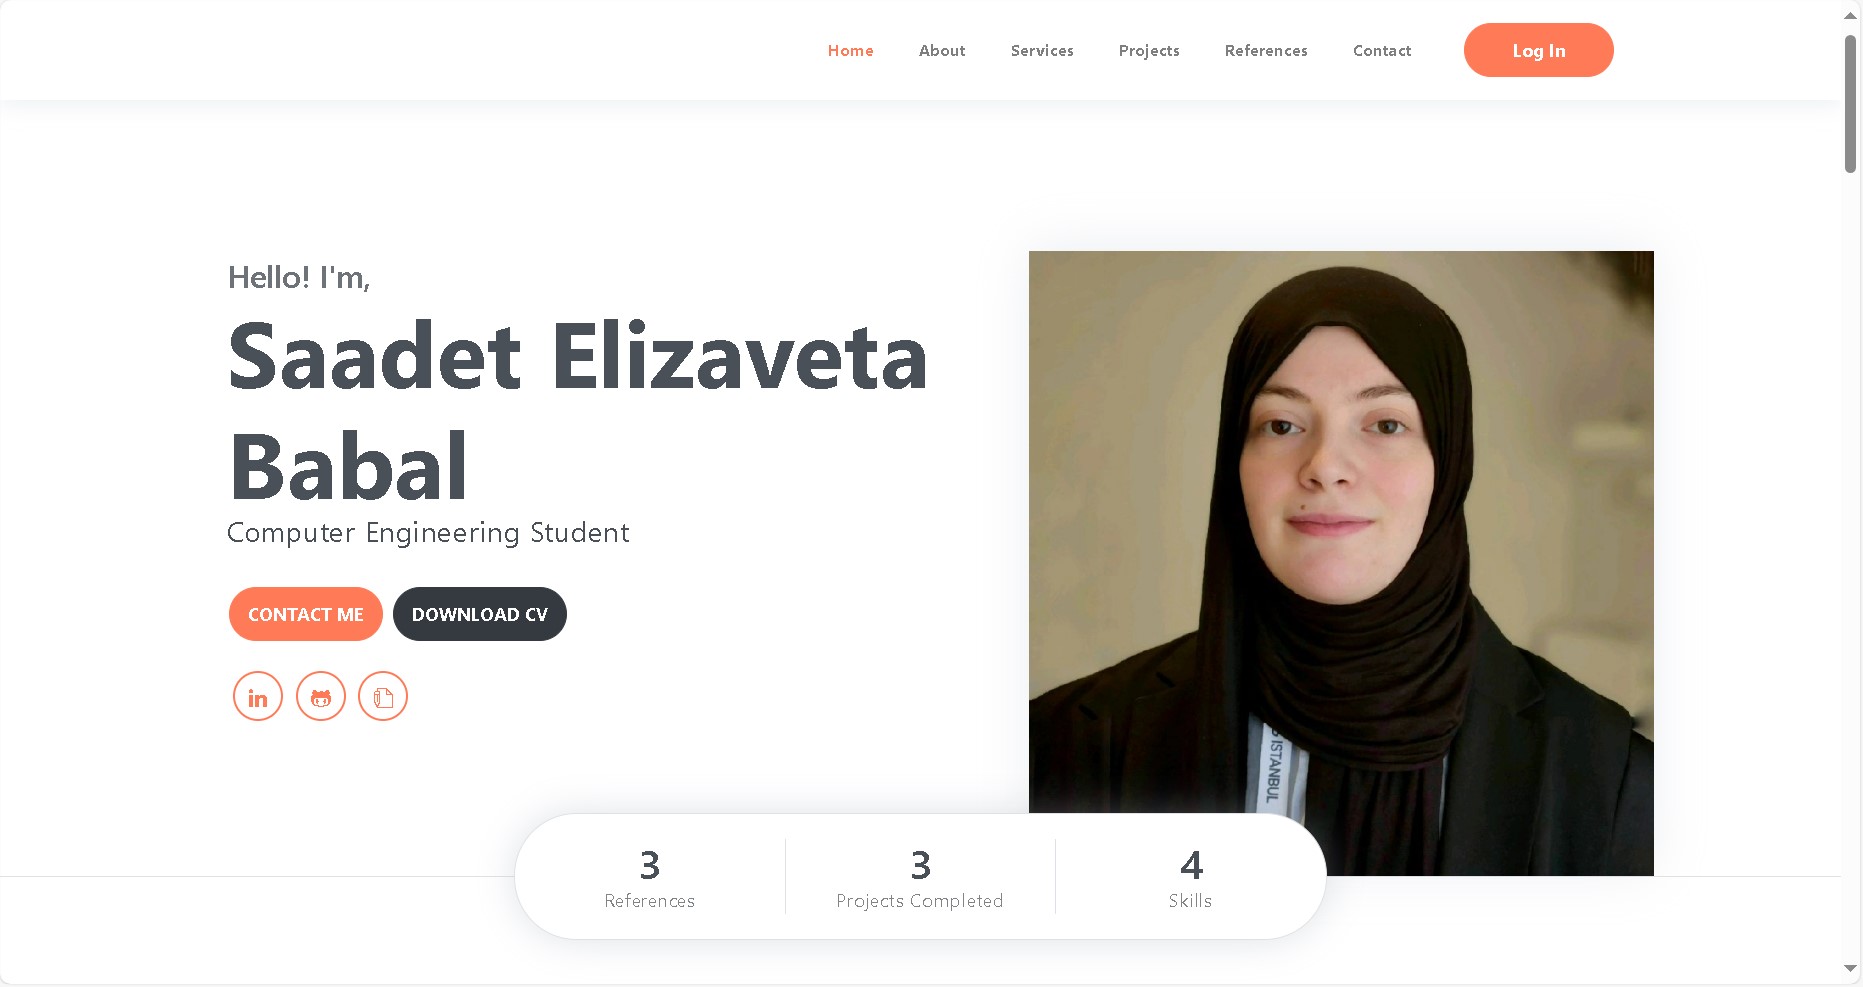 Home About Services Projects References Contact Log In
Hello! I'm,
Saadet Elizaveta
Babal
Computer Engineering Student
CONTACT ME DOWNLOAD CV
in
ISTANBUL
3 3 4
References Projects Completed Skills